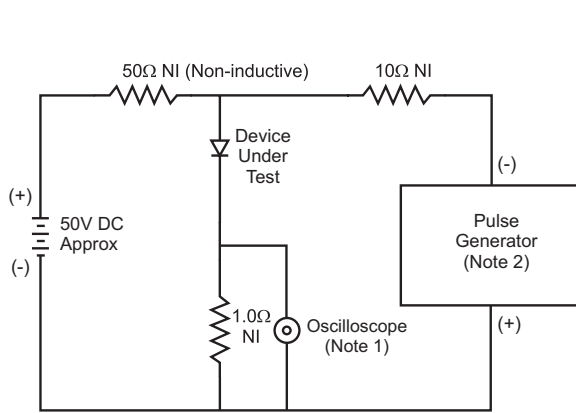 50Ω NI (Non-inductive)
10Ω NI
Device
Under
Test
(-)
(+)
50V DC
Approx
(-)
Pulse
Generator
(Note 2)
1.0Ω
NI
Oscilloscope
(Note 1)
(+)